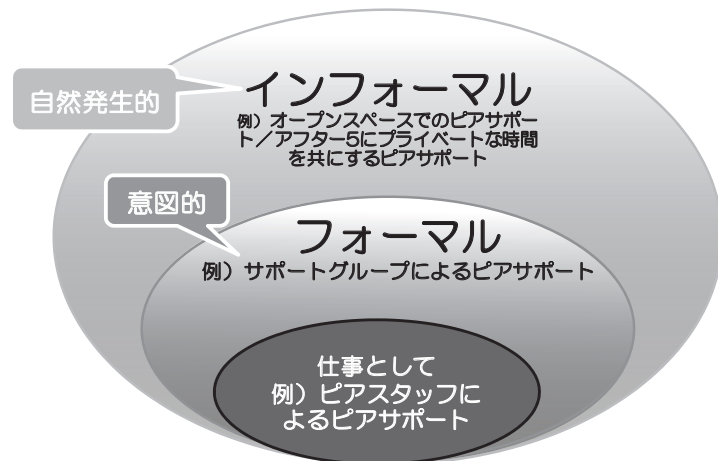 自然発生的
インフォーマル
例）オープンスペースでのピアサポー
ト／アフター5にプライベートな時間
を共にするピアサポート
意図的
フォーマル
例）サポートグループによるピアサポート
仕事として
例）ピアスタッフに
よるピアサポート